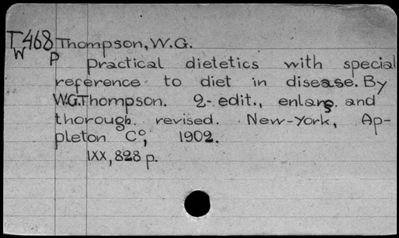 T468 Thompson, W.G.
W P practical dietetics with special
reference to diet in disease. By
W.G.Thompson. 2- edit., enlarg. and
thorough. revised. New-York, Ap-
pleton Co, 1902.
IXX, 828 p.